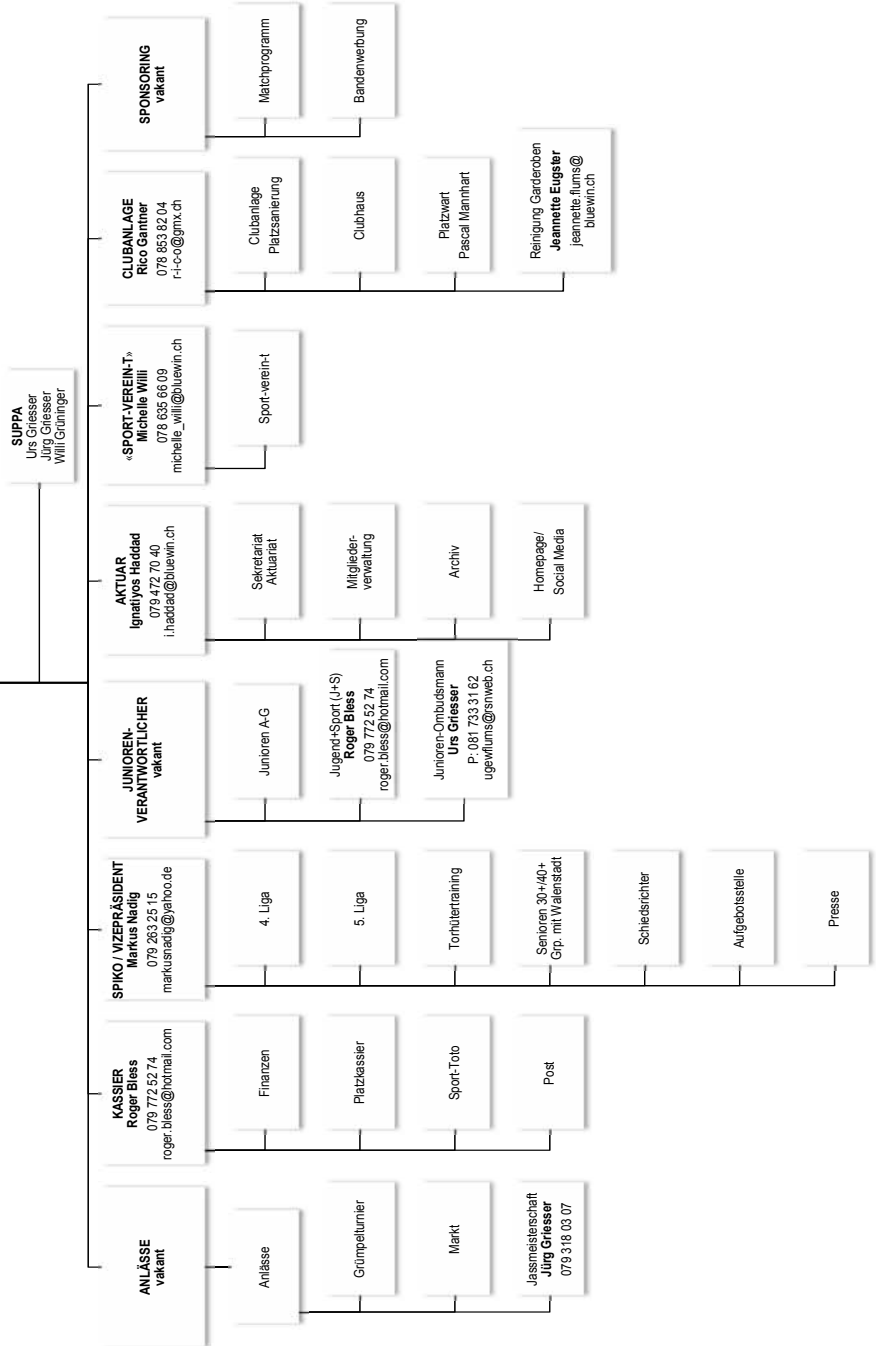 SUPPA
Urs Griesser
Jürg Griesser
Willi Grüninger
ANLÄSSE
vakant
Anlässe
Grümpelturnier
Markt
Jassmeisterschaft
Jürg Griesser
079 318 03 07
KASSIER
Roger Bless
079 772 52 74
roger.bless@hotmail.com
Finanzen
Platzkassier
Sport-Toto
Post
SPIKO / VIZEPRÄSIDENT
Markus Nadig
079 263 25 15
markusnadig@yahoo.de
4. Liga
5. Liga
Torhütertraining
Senioren 30+/40+
Grp. mit Walenstadt
Schiedsrichter
Aufgebotsstelle
Presse
JUNIOREN-
VERANTWORTLICHER
vakant
Junioren A-G
Jugend+Sport (J+S)
Roger Bless
079 772 52 74
roger.bless@hotmail.com
Junioren-Ombudsmann
Urs Griesser
P: 081 733 31 62
ugewflums@rsnweb.ch
AKTUAR
Ignatiyos Haddad
079 472 70 40
i.haddad@bluewin.ch
Sekretariat
Aktuariat
Mitglieder-
verwaltung
Archiv
Homepage/
Social Media
«SPORT-VEREIN-T»
Michelle Willi
078 635 66 09
michelle_willi@bluewin.ch
Sport-verein-t
CLUBANLAGE
Rico Gantner
078 853 82 04
r-i-c-o@gmx.ch
Clubanlage
Platzsanierung
Clubhaus
Platzwart
Pascal Mannhart
Reinigung Garderoben
Jeannette Eugster
jeannette.flums@
bluewin.ch
SPONSORING
vakant
Matchprogramm
Bandenwerbung